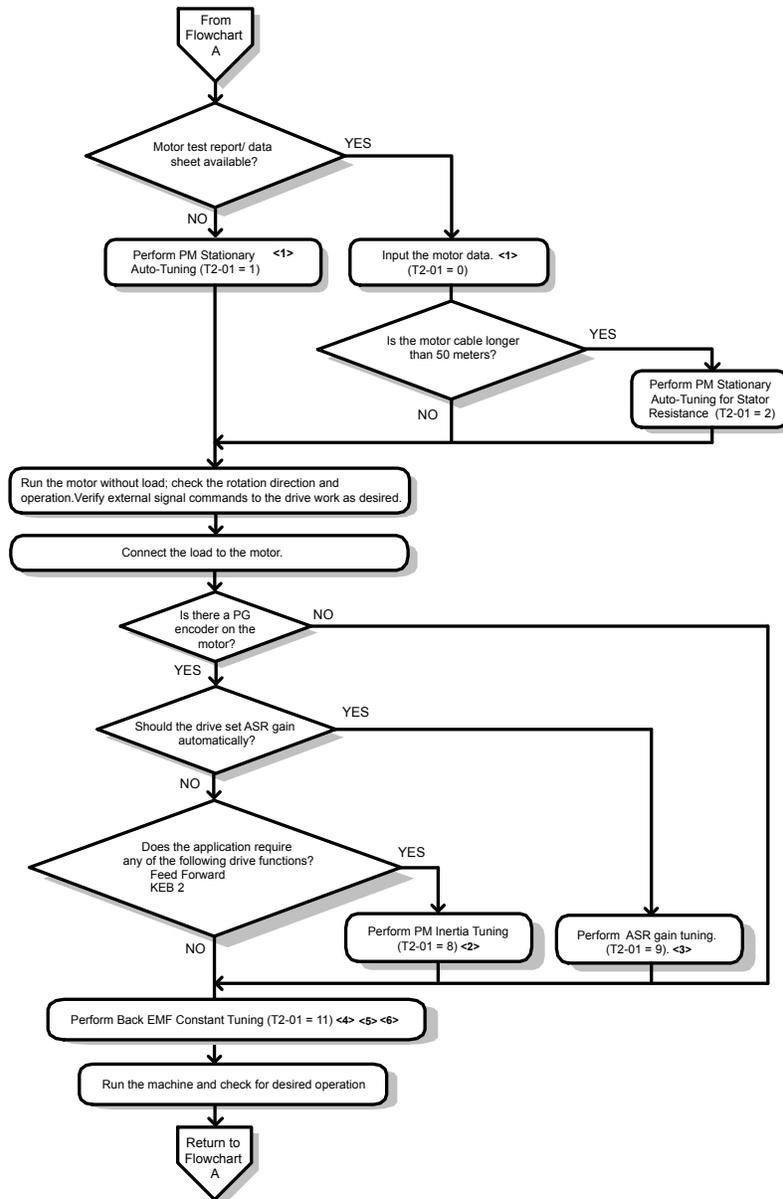 From
Flowchart
A
Motor test report/ data
sheet available?
YES
NO
Perform PM Stationary <1>
Auto-Tuning (T2-01 = 1)
Input the motor data. <1>
(T2-01 = 0)
Is the motor cable longer
than 50 meters?
YES
NO
Perform PM Stationary
Auto-Tuning for Stator
Resistance (T2-01 = 2)
Run the motor without load; check the rotation direction and
operation.Verify external signal commands to the drive work as desired.
Connect the load to the motor.
Is there a PG
encoder on the
motor?
NO
YES
Should the drive set ASR gain
automatically?
YES
NO
Does the application require
any of the following drive functions?
Feed Forward
KEB 2
YES
NO
Perform PM Inertia Tuning
(T2-01 = 8) <2>
Perform ASR gain tuning.
(T2-01 = 9). <3>
Perform Back EMF Constant Tuning (T2-01 = 11) <4> <5> <6>
Run the machine and check for desired operation
Return to
Flowchart
A